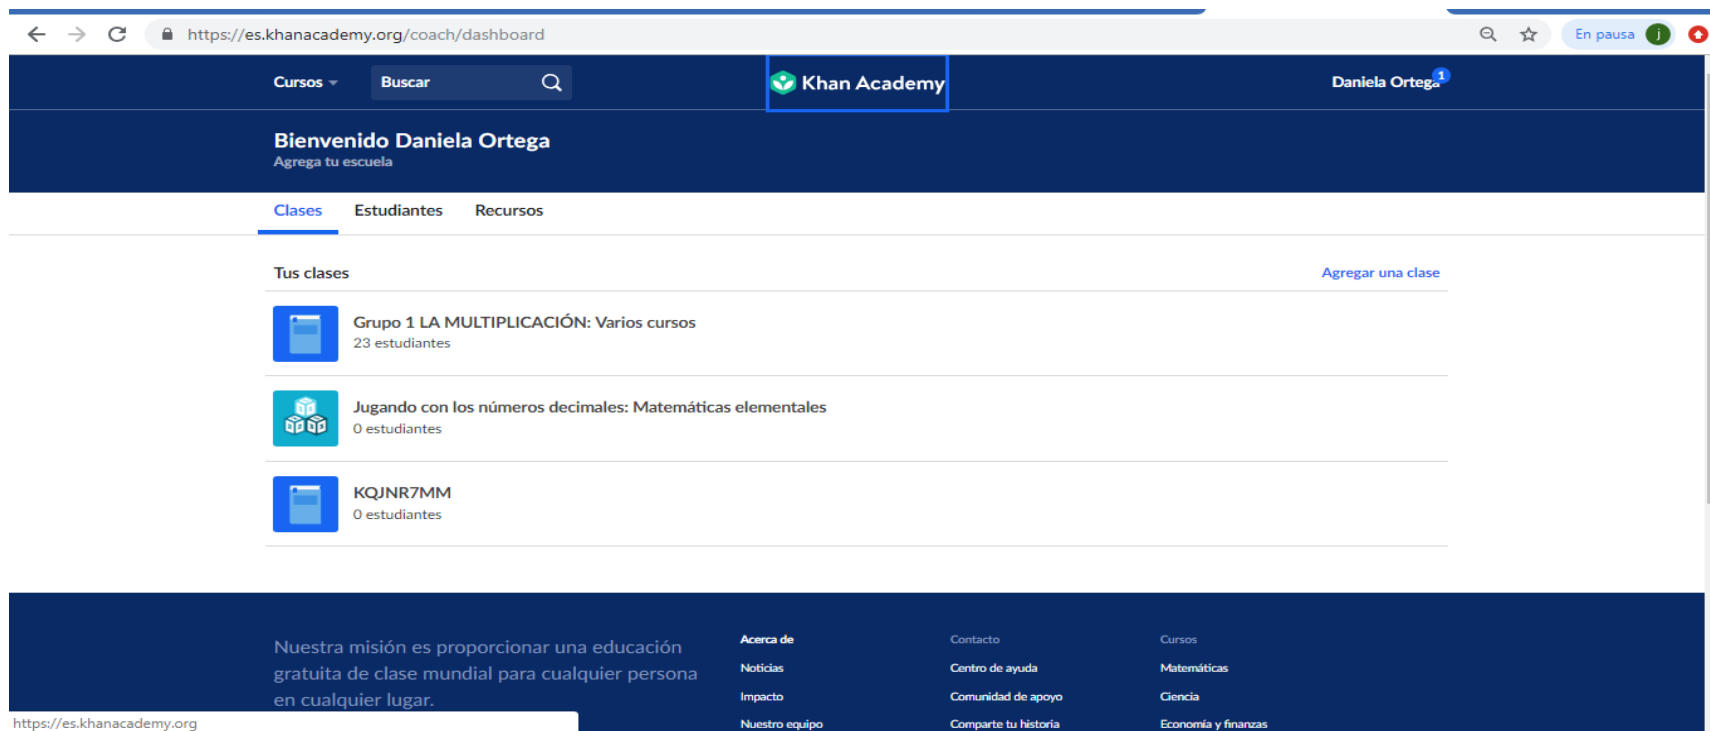 https://es.khanacademy.org/coach/dashboard
En pausa
j
Cursos
Buscar
Khan Academy
Daniela Ortega
1
Bienvenido Daniela Ortega
Agrega tu escuela
Clases
Estudiantes
Recursos
Tus clases
Agregar una clase
Grupo 1 LA MULTIPLICACIÓN: Varios cursos
23 estudiantes
Jugando con los números decimales: Matemáticas elementales
0 estudiantes
KQJNR7MM
0 estudiantes
Nuestra misión es proporcionar una educación
gratuita de clase mundial para cualquier persona
en cualquier lugar.
Acerca de
Noticias
Impacto
Nuestro equipo
Contacto
Centro de ayuda
Comunidad de apoyo
Comparte tu historia
Cursos
Matemáticas
Ciencia
Economía y finanzas
https://es.khanacademy.org